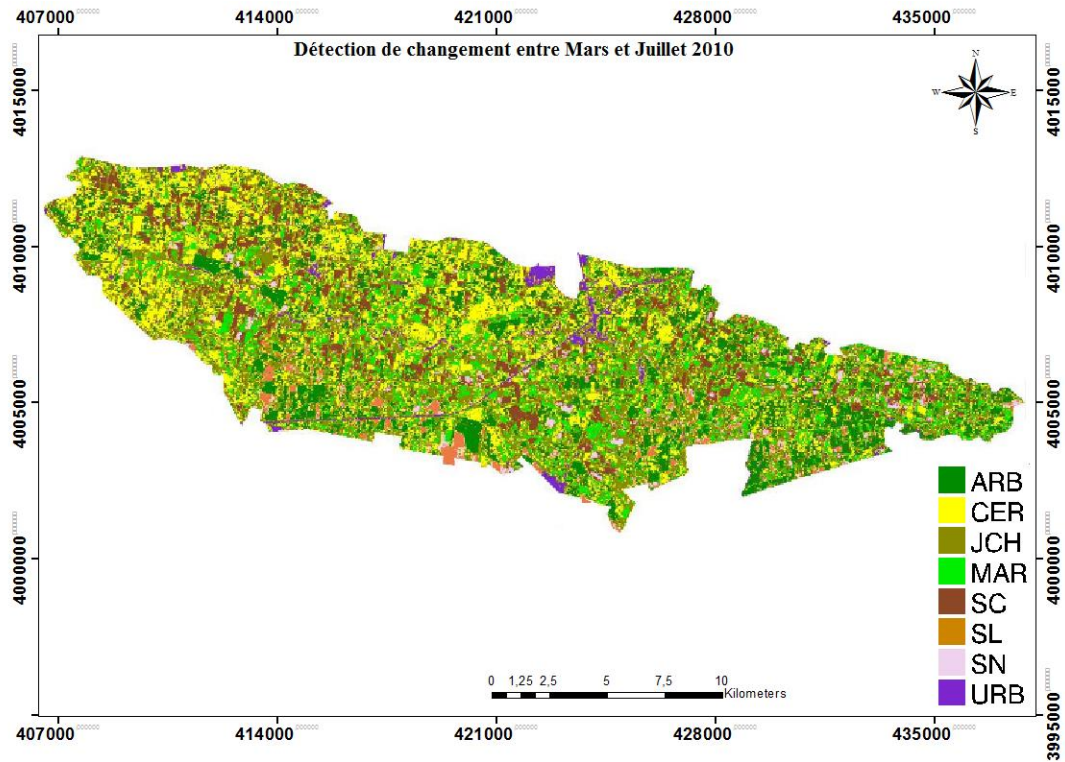 407000 414000 421000 428000 435000
Détection de changement entre Mars et Juillet 2010
N
W E
S
4015000 4015000
4010000 4010000
4005000 4005000
4000000 4000000
3995000
ARB
CER
JCH
MAR
SC
SL
SN
URB
0 1,25 2,5 5 7,5 10
Kilometers
407000 414000 421000 428000 435000